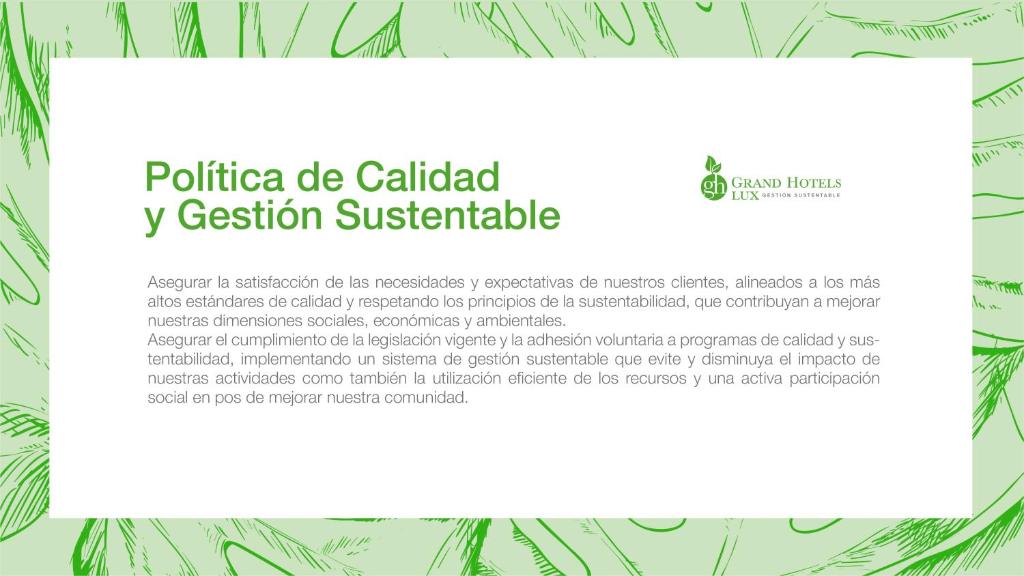 Política de Calidad
y Gestión Sustentable
gh
GRAND HOTELS
LUX GESTIÓN SUSTENTABLE
Asegurar la satisfacción de las necesidades y expectativas de nuestros clientes, alineados a los más
altos estándares de calidad y respetando los principios de la sustentabilidad, que contribuyan a mejorar
nuestras dimensiones sociales, económicas y ambientales.
Asegurar el cumplimiento de la legislación vigente y la adhesión voluntaria a programas de calidad y sus-
tentabilidad, implementando un sistema de gestión sustentable que evite y disminuya el impacto de
nuestras actividades como también la utilización eficiente de los recursos y una activa participación
social en pos de mejorar nuestra comunidad.